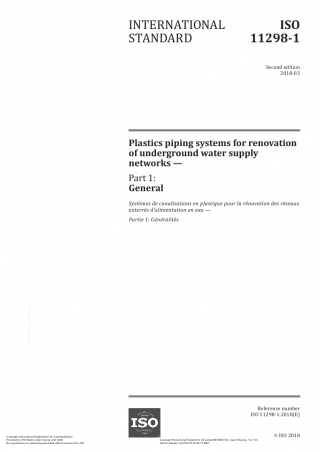 INTERNATIONAL
STANDARD
ISO
11298-1
Second edition
2018-03
Plastics piping systems for renovation
of underground water supply
networks —
Part 1:
General
Systèmes de canalisations en plastique pour la rénovation des réseaux
enterrés d'alimentation en eau —
Partie 1: Généralités
Reference number
ISO 11298-1:2018(E)
ISO
© ISO 2018